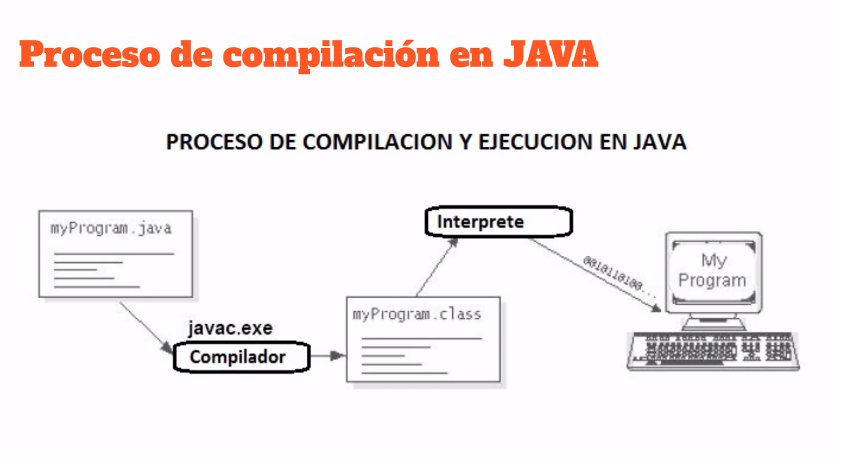 Proceso de compilación en JAVA
PROCESO DE COMPILACION Y EJECUCION EN JAVA
myProgram.java
javac.exe
Compilador
myProgram.class
Interprete
0010110100...
My
Program